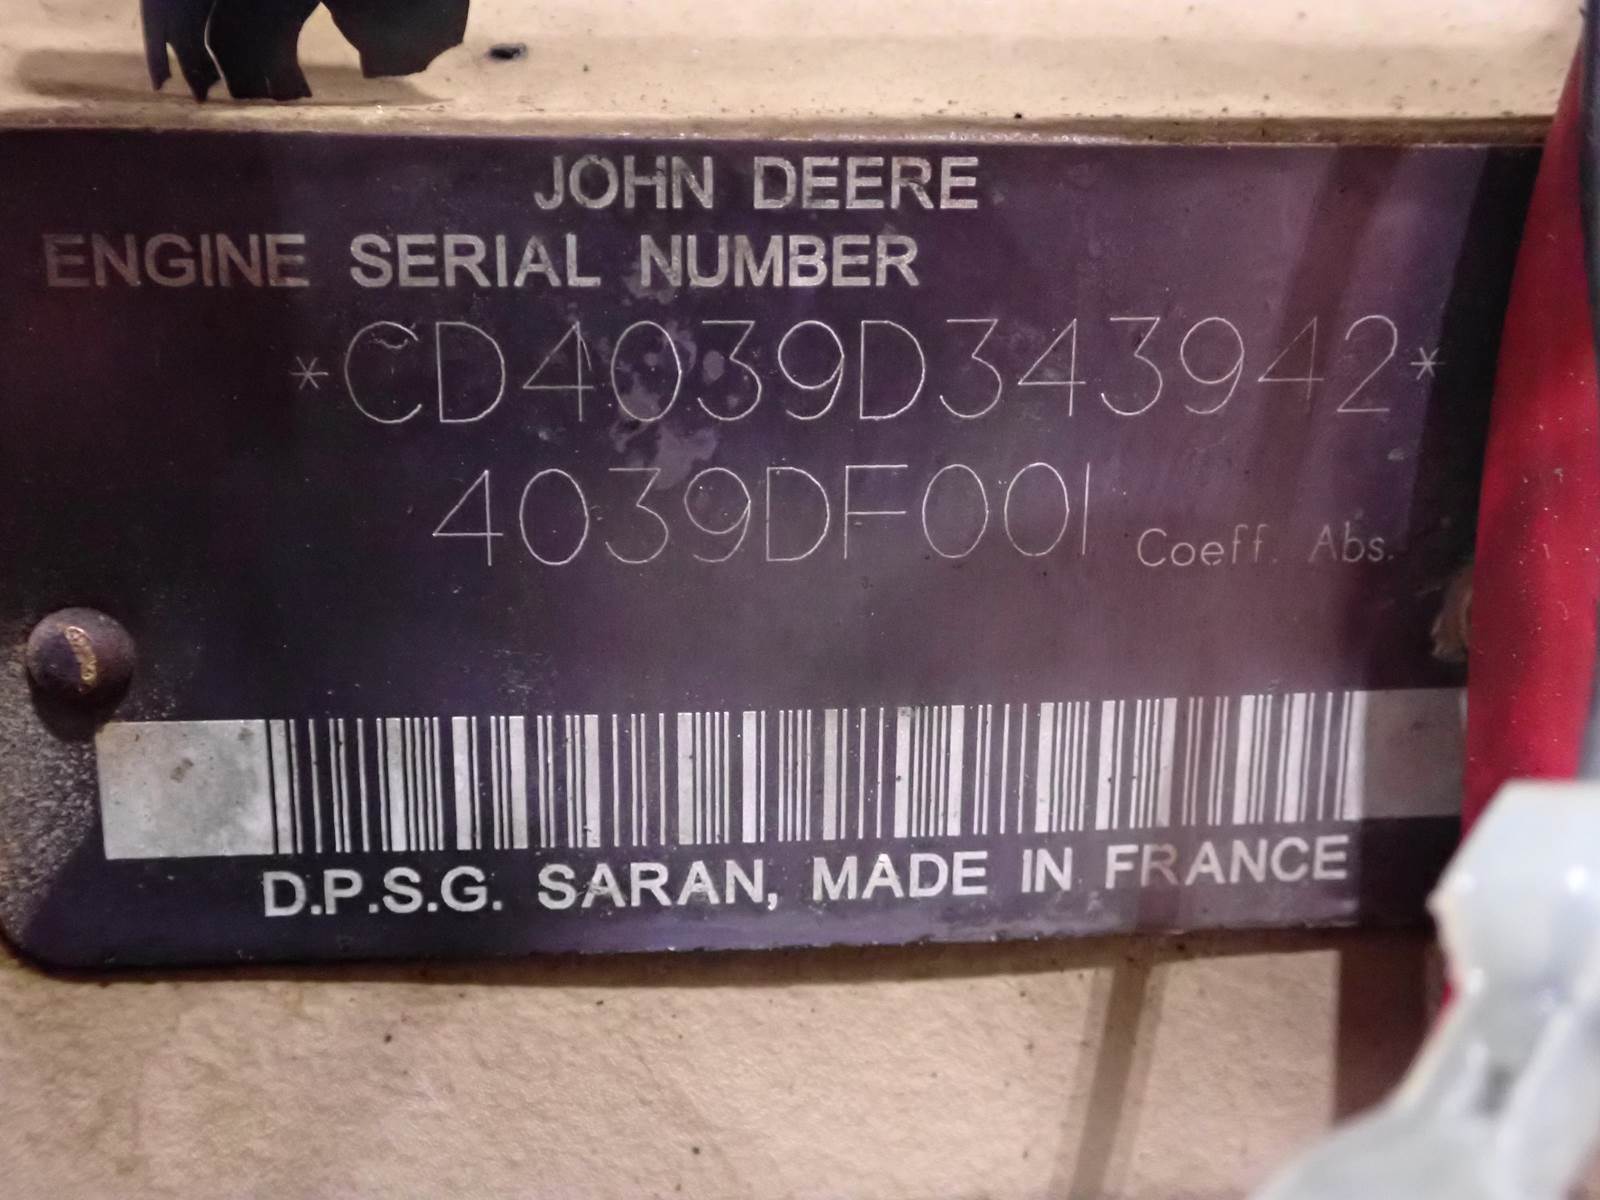 JOHN DEERE
ENGINE SERIAL NUMBER
*CD4039D343942*
4039DF001 Coeff. Abs.
D.P.S.G. SARAN, MADE IN FRANCE